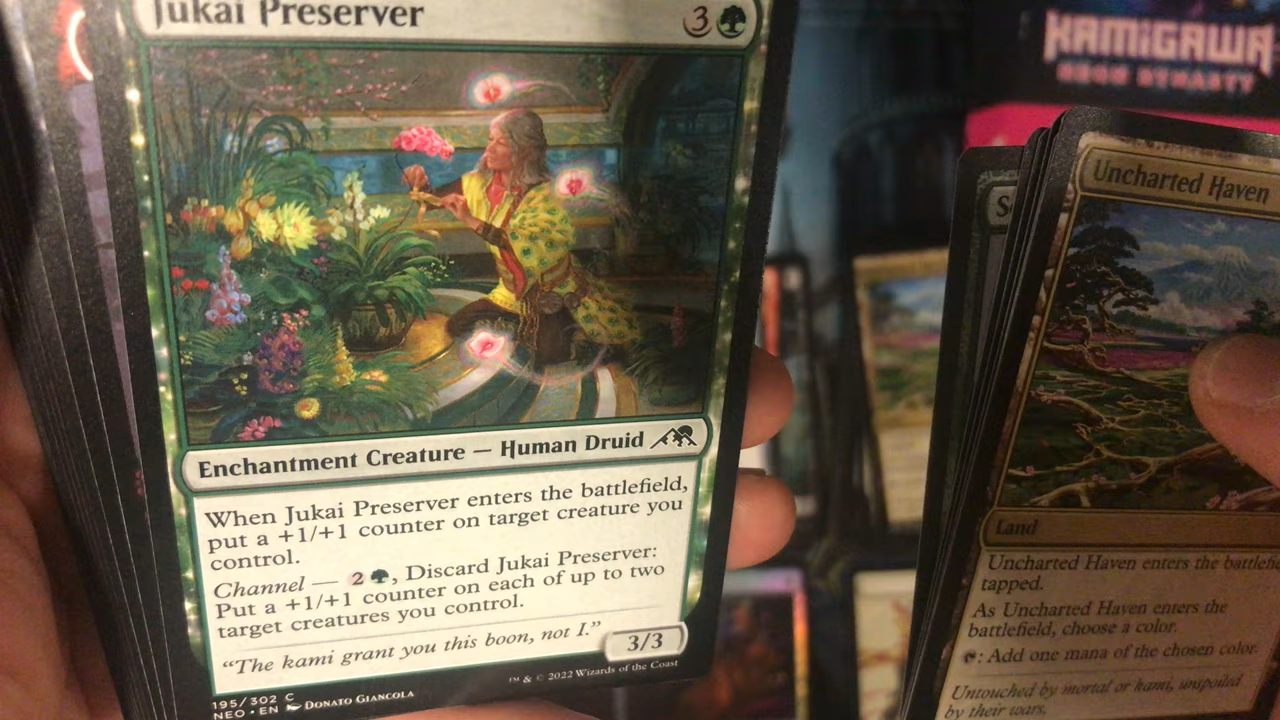 Jukai Preserver
3
Enchantment Creature — Human Druid
When Jukai Preserver enters the battlefield,
put a +1/+1 counter on target creature you
control.
Channel — 2, Discard Jukai Preserver:
Put a +1/+1 counter on each of up to two
target creatures you control.
“The kami grant you this boon, not I.”
3/3
195/302 C
NEO • EN DONATO GIANCOLA
™ & © 2022 Wizards of the Coast
KAMIGAWA
NEON DYNASTY
Uncharted Haven
Land
Uncharted Haven enters the
tapped.
As Uncharted Haven enters the
battlefield, choose a color.
: Add one mana of the chosen color.
Untouched by mortal or kami, unspoiled
by their wars.